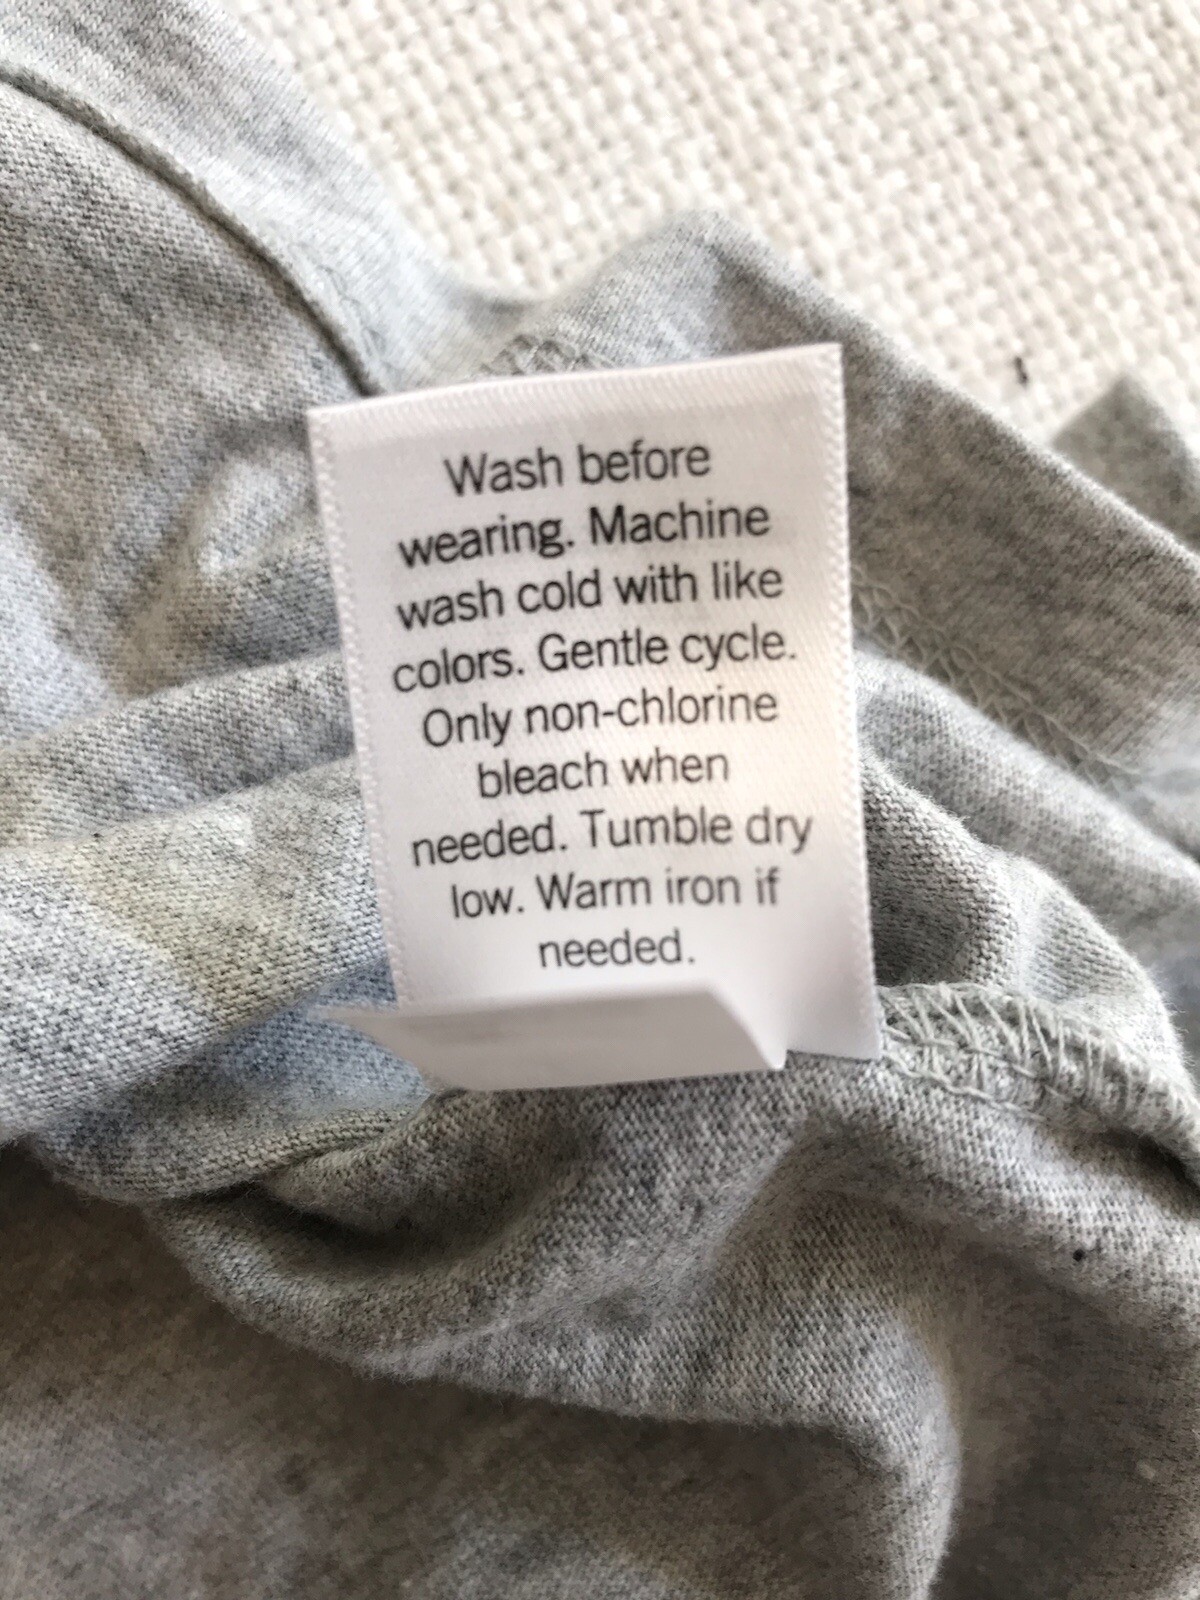 Wash before
wearing. Machine
wash cold with like
colors. Gentle cycle.
Only non-chlorine
bleach when
needed. Tumble dry
low. Warm iron if
needed.